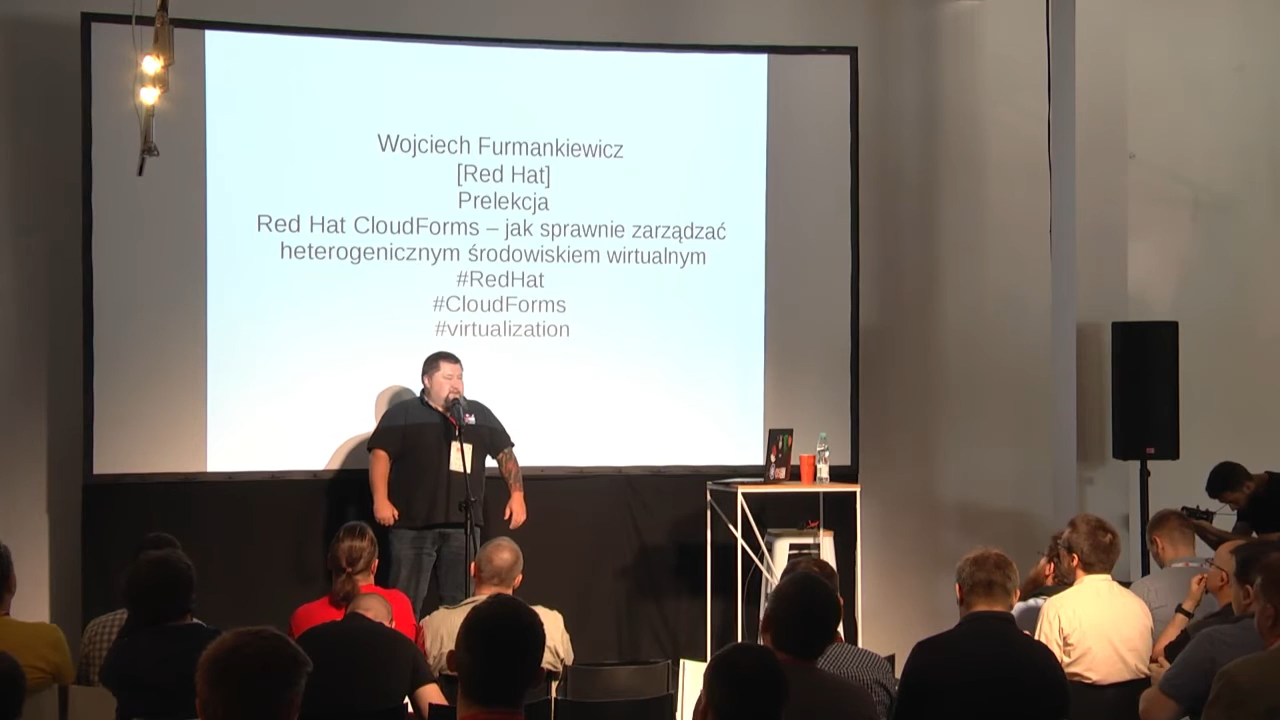 Wojciech Furmankiewicz
[Red Hat]
Prelekcja
Red Hat CloudForms – jak sprawnie zarządzać
heterogenicznym środowiskiem wirtualnym
#RedHat
#CloudForms
#virtualization